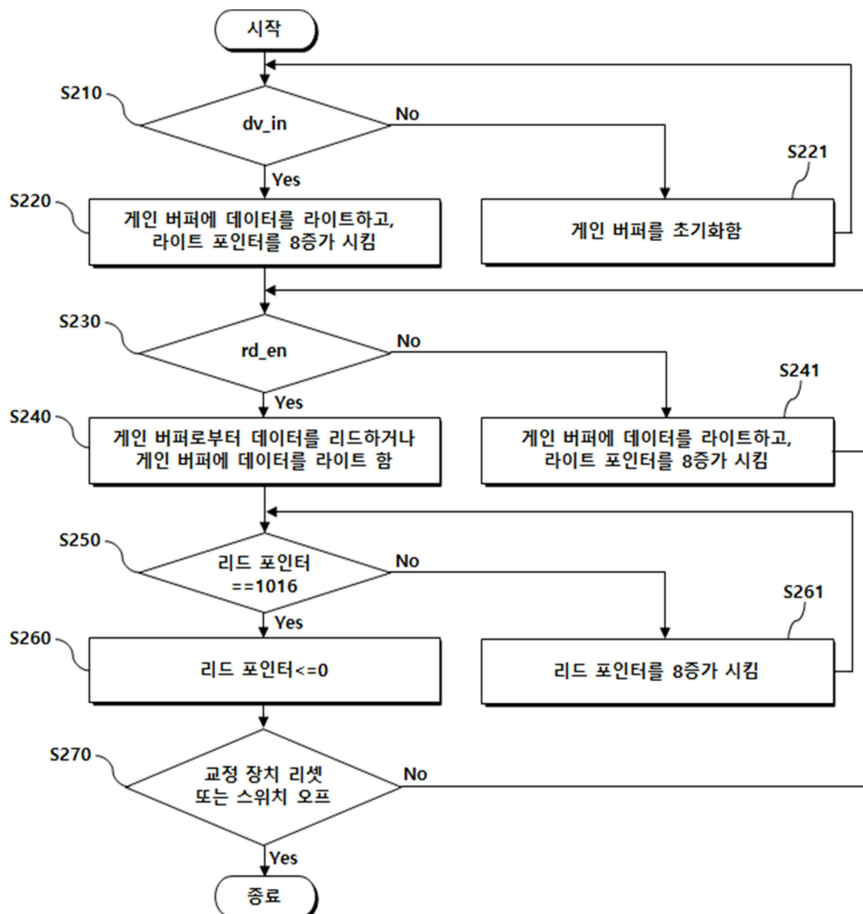 시작
S210
dv_in
No
Yes
S221
S220
게인 버퍼에 데이터를 라이트하고,
라이트 포인터를 8증가 시킴
게인 버퍼를 초기화함
S230
rd_en
No
Yes
S241
S240
게인 버퍼로부터 데이터를 리드하거나
게인 버퍼에 데이터를 라이트 함
게인 버퍼에 데이터를 라이트하고,
라이트 포인터를 8증가 시킴
S250
리드 포인터
==1016
No
Yes
S261
S260
리드 포인터<=0
리드 포인터를 8증가 시킴
S270
교정 장치 리셋
또는 스위치 오프
No
Yes
종료